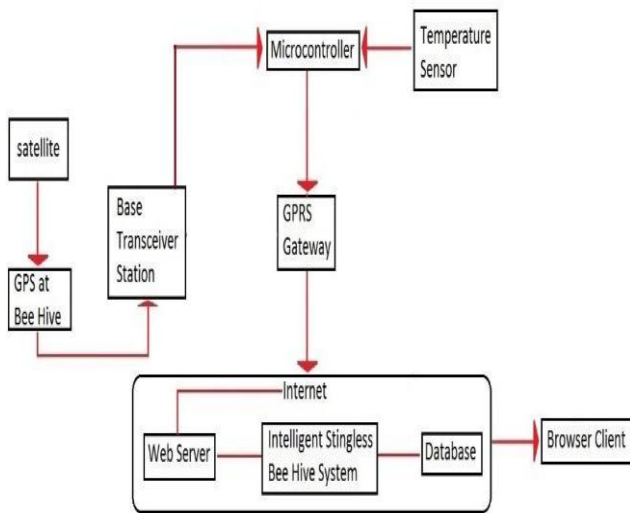 Temperature
Sensor
Microcontroller
satellite
Base
Transceiver
Station
GPRS
Gateway
GPS at
Bee Hive
Internet
Web Server
Intelligent Stingless
Bee Hive System
Database
Browser Client